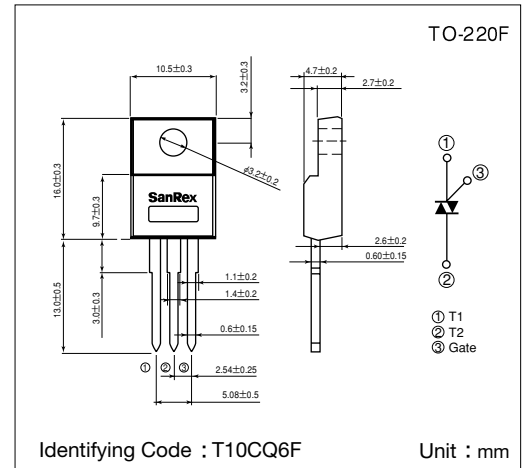 TO-220F
10.5±0.3
3.2±0.2
4.7±0.2
2.7±0.2
φ3.2±0.2
16.0±0.3
9.7±0.3
SanRex
13.0±0.5
3.0±0.3
1.1±0.2
1.4±0.2
0.6±0.15
2.54±0.25
5.08±0.5
① ② ③
2.6±0.2
0.60±0.15
①
③
②
① T1
② T2
③ Gate
Identifying Code：T10CQ6F
Unit：mm